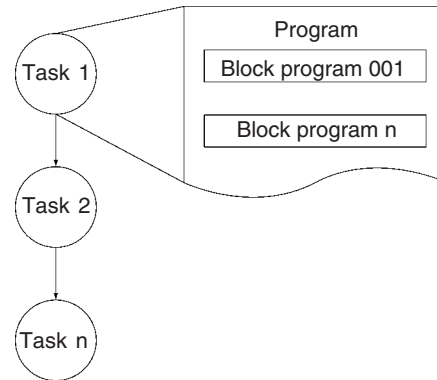 Program
Task 1
Block program 001
Block program n
Task 2
Task n